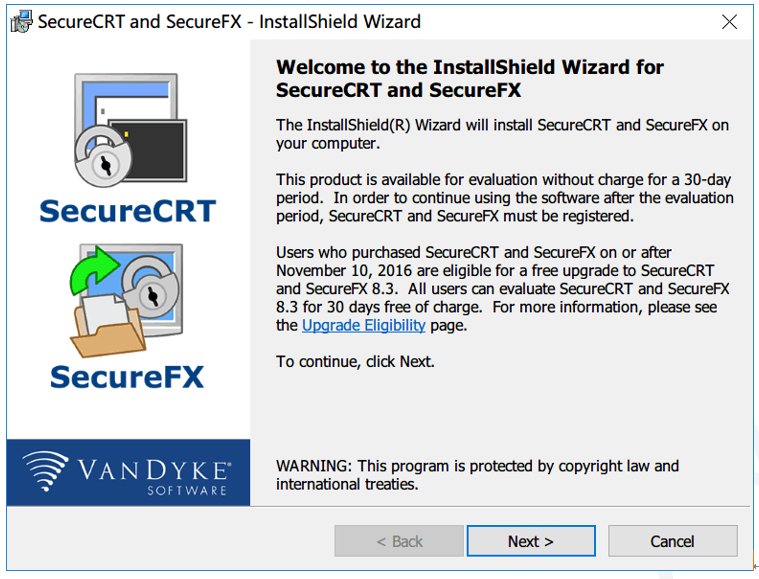 SecureCRT and SecureFX - InstallShield Wizard
SecureCRT
SecureFX
VANDYKE®
SOFTWARE
Welcome to the InstallShield Wizard for
SecureCRT and SecureFX
The InstallShield(R) Wizard will install SecureCRT and SecureFX on
your computer.
This product is available for evaluation without charge for a 30-day
period.  In order to continue using the software after the evaluation
period, SecureCRT and SecureFX must be registered.
Users who purchased SecureCRT and SecureFX on or after
November 10, 2016 are eligible for a free upgrade to SecureCRT
and SecureFX 8.3.  All users can evaluate SecureCRT and SecureFX
8.3 for 30 days free of charge.  For more information, please see
the Upgrade Eligibility page.
To continue, click Next.
WARNING: This program is protected by copyright law and
international treaties.
< Back
Next >
Cancel